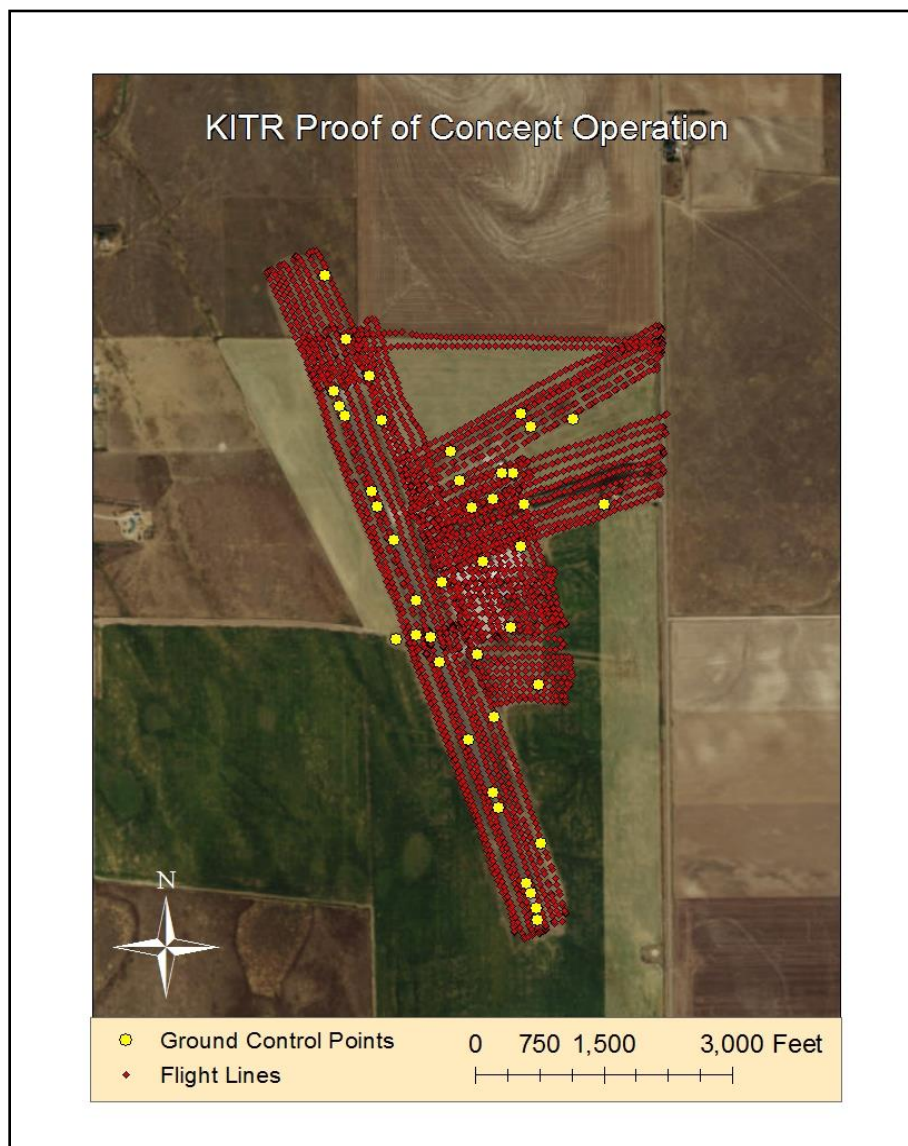 KITR Proof of Concept Operation
N
Ground Control Points
Flight Lines
0 750 1,500 3,000 Feet